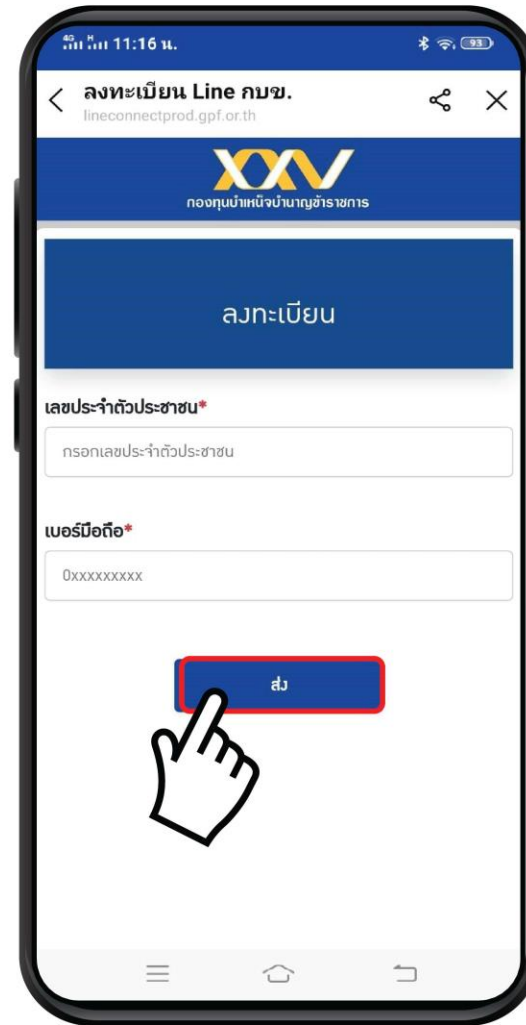 4G H 11:16 น. 93
ลงทะเบียน Line กบข.
lineconnectprod.gpf.or.th
กองทุนบำเหน็จบำนาญข้าราชการ
ลงทะเบียน
เลขประจำตัวประชาชน*
กรอกเลขประจำตัวประชาชน
เบอร์มือถือ*
0xxxxxxxxx
ส่ง